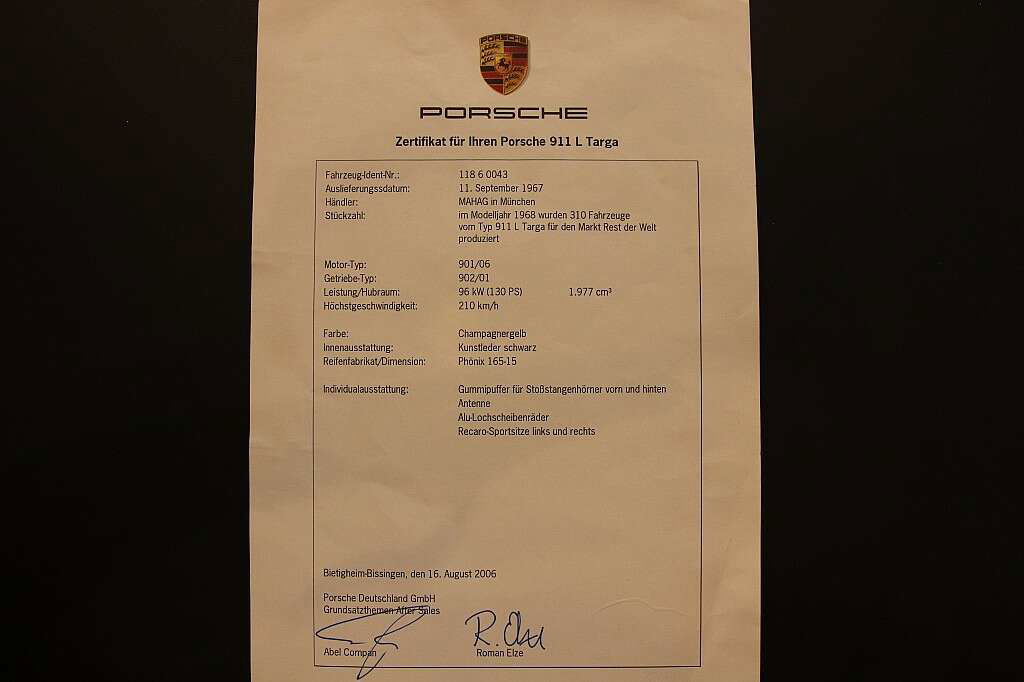 PORSCHE
PORSCHE
Zertifikat für Ihren Porsche 911 L Targa
Fahrzeug-Ident-Nr.: 118 6 0043
Auslieferungsdatum: 11. September 1967
Händler: MAHAG in München
Stückzahl: im Modelljahr 1968 wurden 310 Fahrzeuge
vom Typ 911 L Targa für den Markt Rest der Welt
produziert
Motor-Typ: 901/06
Getriebe-Typ: 902/01
Leistung/Hubraum: 96 kW (130 PS) 1.977 cm³
Höchstgeschwindigkeit: 210 km/h
Farbe: Champagnergelb
Innenausstattung: Kunstleder schwarz
Reifenfabrikat/Dimension: Phönix 165-15
Individualausstattung: Gummipuffer für Stoßstangenhörner vorn und hinten
Antenne
Alu-Lochscheibenräder
Recaro-Sportsitze links und rechts
Bietigheim-Bissingen, den 16. August 2006
Porsche Deutschland GmbH
Grundsatzthemen After Sales
Abel Compan Roman Elze